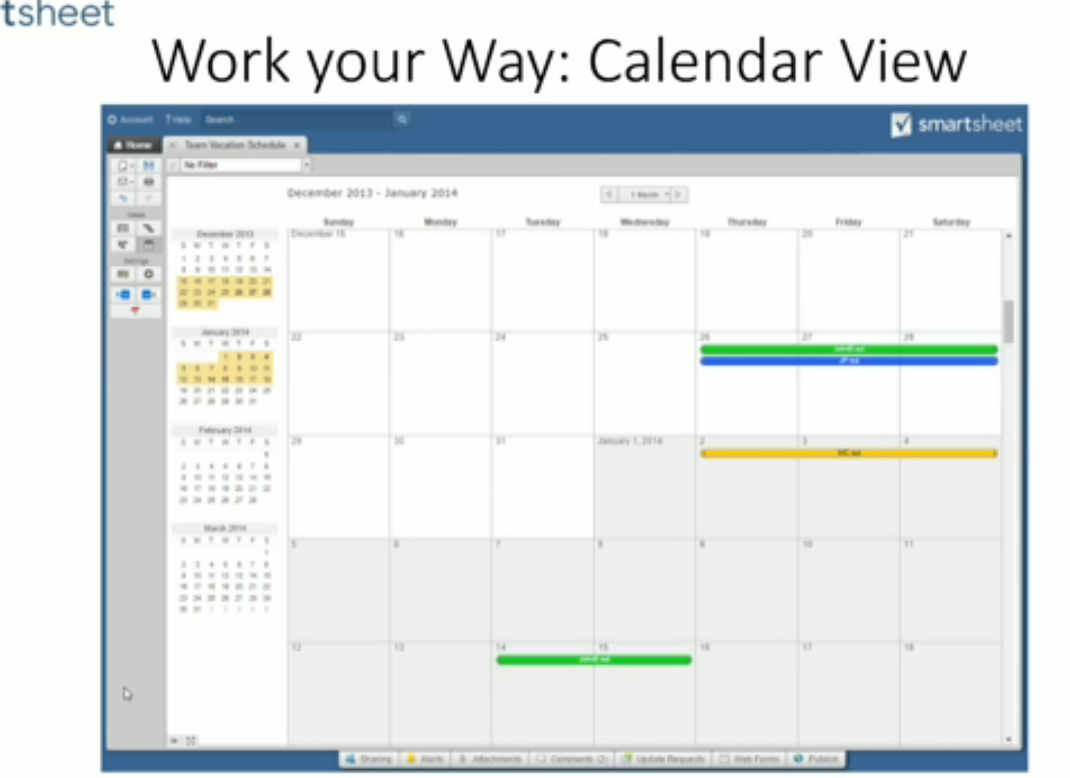 tsheet
Work your Way: Calendar View
Account ? Help Search...
smartsheet
Home Team Vacation Schedule
No Filter
December 2013 - January 2014 1 Month
Sunday Monday Tuesday Wednesday Thursday Friday Saturday
December 15 16 17 18 19 20 21
22 23 24 25 26 27 28
JP out
29 30 31 January 1, 2014 2 3 4
5 6 7 8 9 10 11
12 13 14 15 16 17 18
Views
Settings
December 2013
S M T W T F S
1 2 3 4 5 6 7
8 9 10 11 12 13 14
15 16 17 18 19 20 21
22 23 24 25 26 27 28
29 30 31
January 2014
S M T W T F S
1 2 3 4
5 6 7 8 9 10 11
12 13 14 15 16 17 18
19 20 21 22 23 24 25
26 27 28 29 30 31
February 2014
S M T W T F S
1
2 3 4 5 6 7 8
9 10 11 12 13 14 15
16 17 18 19 20 21 22
23 24 25 26 27 28
March 2014
S M T W T F S
1
2 3 4 5 6 7 8
9 10 11 12 13 14 15
16 17 18 19 20 21 22
23 24 25 26 27 28 29
30 31 1 2 3 4 5
Sharing Alerts Attachments Comments (2) Update Requests Web Forms Publish